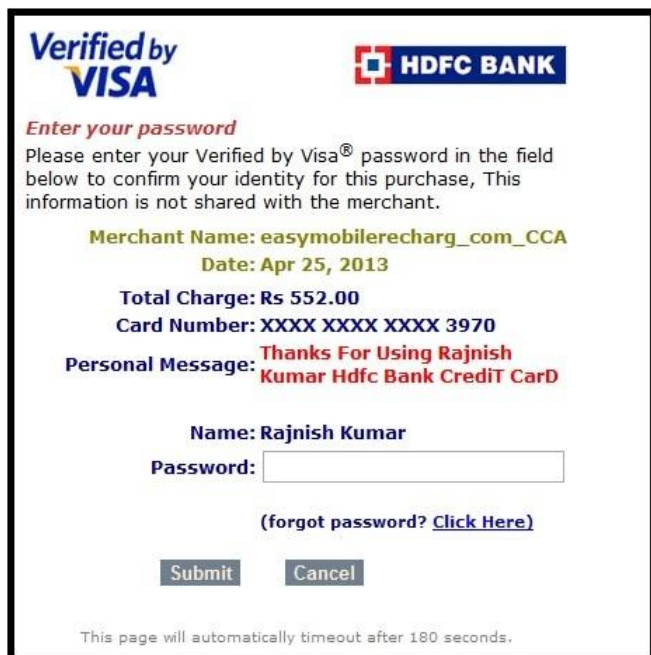 Verified by
VISA
HDFC BANK
Enter your password
Please enter your Verified by Visa® password in the field
below to confirm your identity for this purchase, This
information is not shared with the merchant.
Merchant Name: easymobilerecharg_com_CCA
Date: Apr 25, 2013
Total Charge: Rs 552.00
Card Number: XXXX XXXX XXXX 3970
Personal Message: Thanks For Using Rajnish
Kumar Hdfc Bank CrediT CarD
Name: Rajnish Kumar
Password:
(forgot password? Click Here)
Submit Cancel
This page will automatically timeout after 180 seconds.